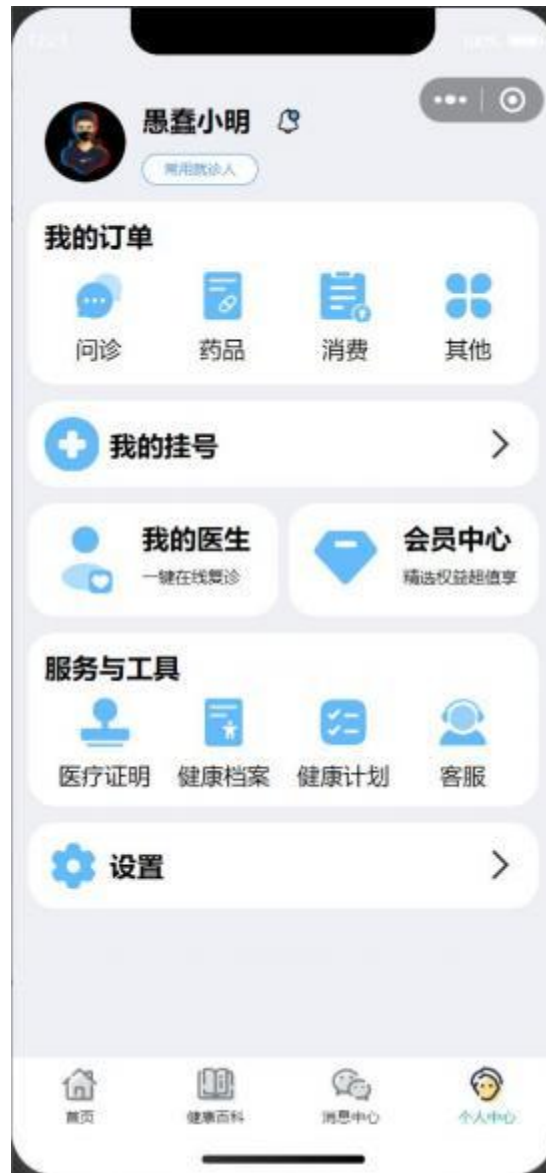 愚蠢小明
常用就诊人
我的订单
问诊 药品 消费 其他
我的挂号
我的医生
一键在线复诊
会员中心
精选权益超值享
服务与工具
医疗证明 健康档案 健康计划 客服
设置
首页 健康百科 消息中心 个人中心